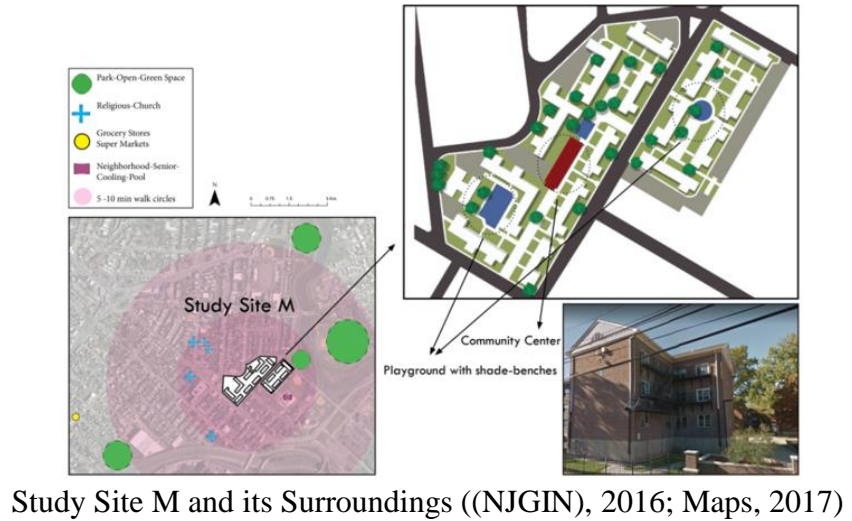 Park-Open-Green Space
Religious-Church
Grocery Stores
Super Markets
Neighborhood-Senior-
Cooling-Pool
5 -10 min walk circles
N
Study Site M
Community Center
Playground with shade-benches
Study Site M and its Surroundings ((NJGIN), 2016; Maps, 2017)